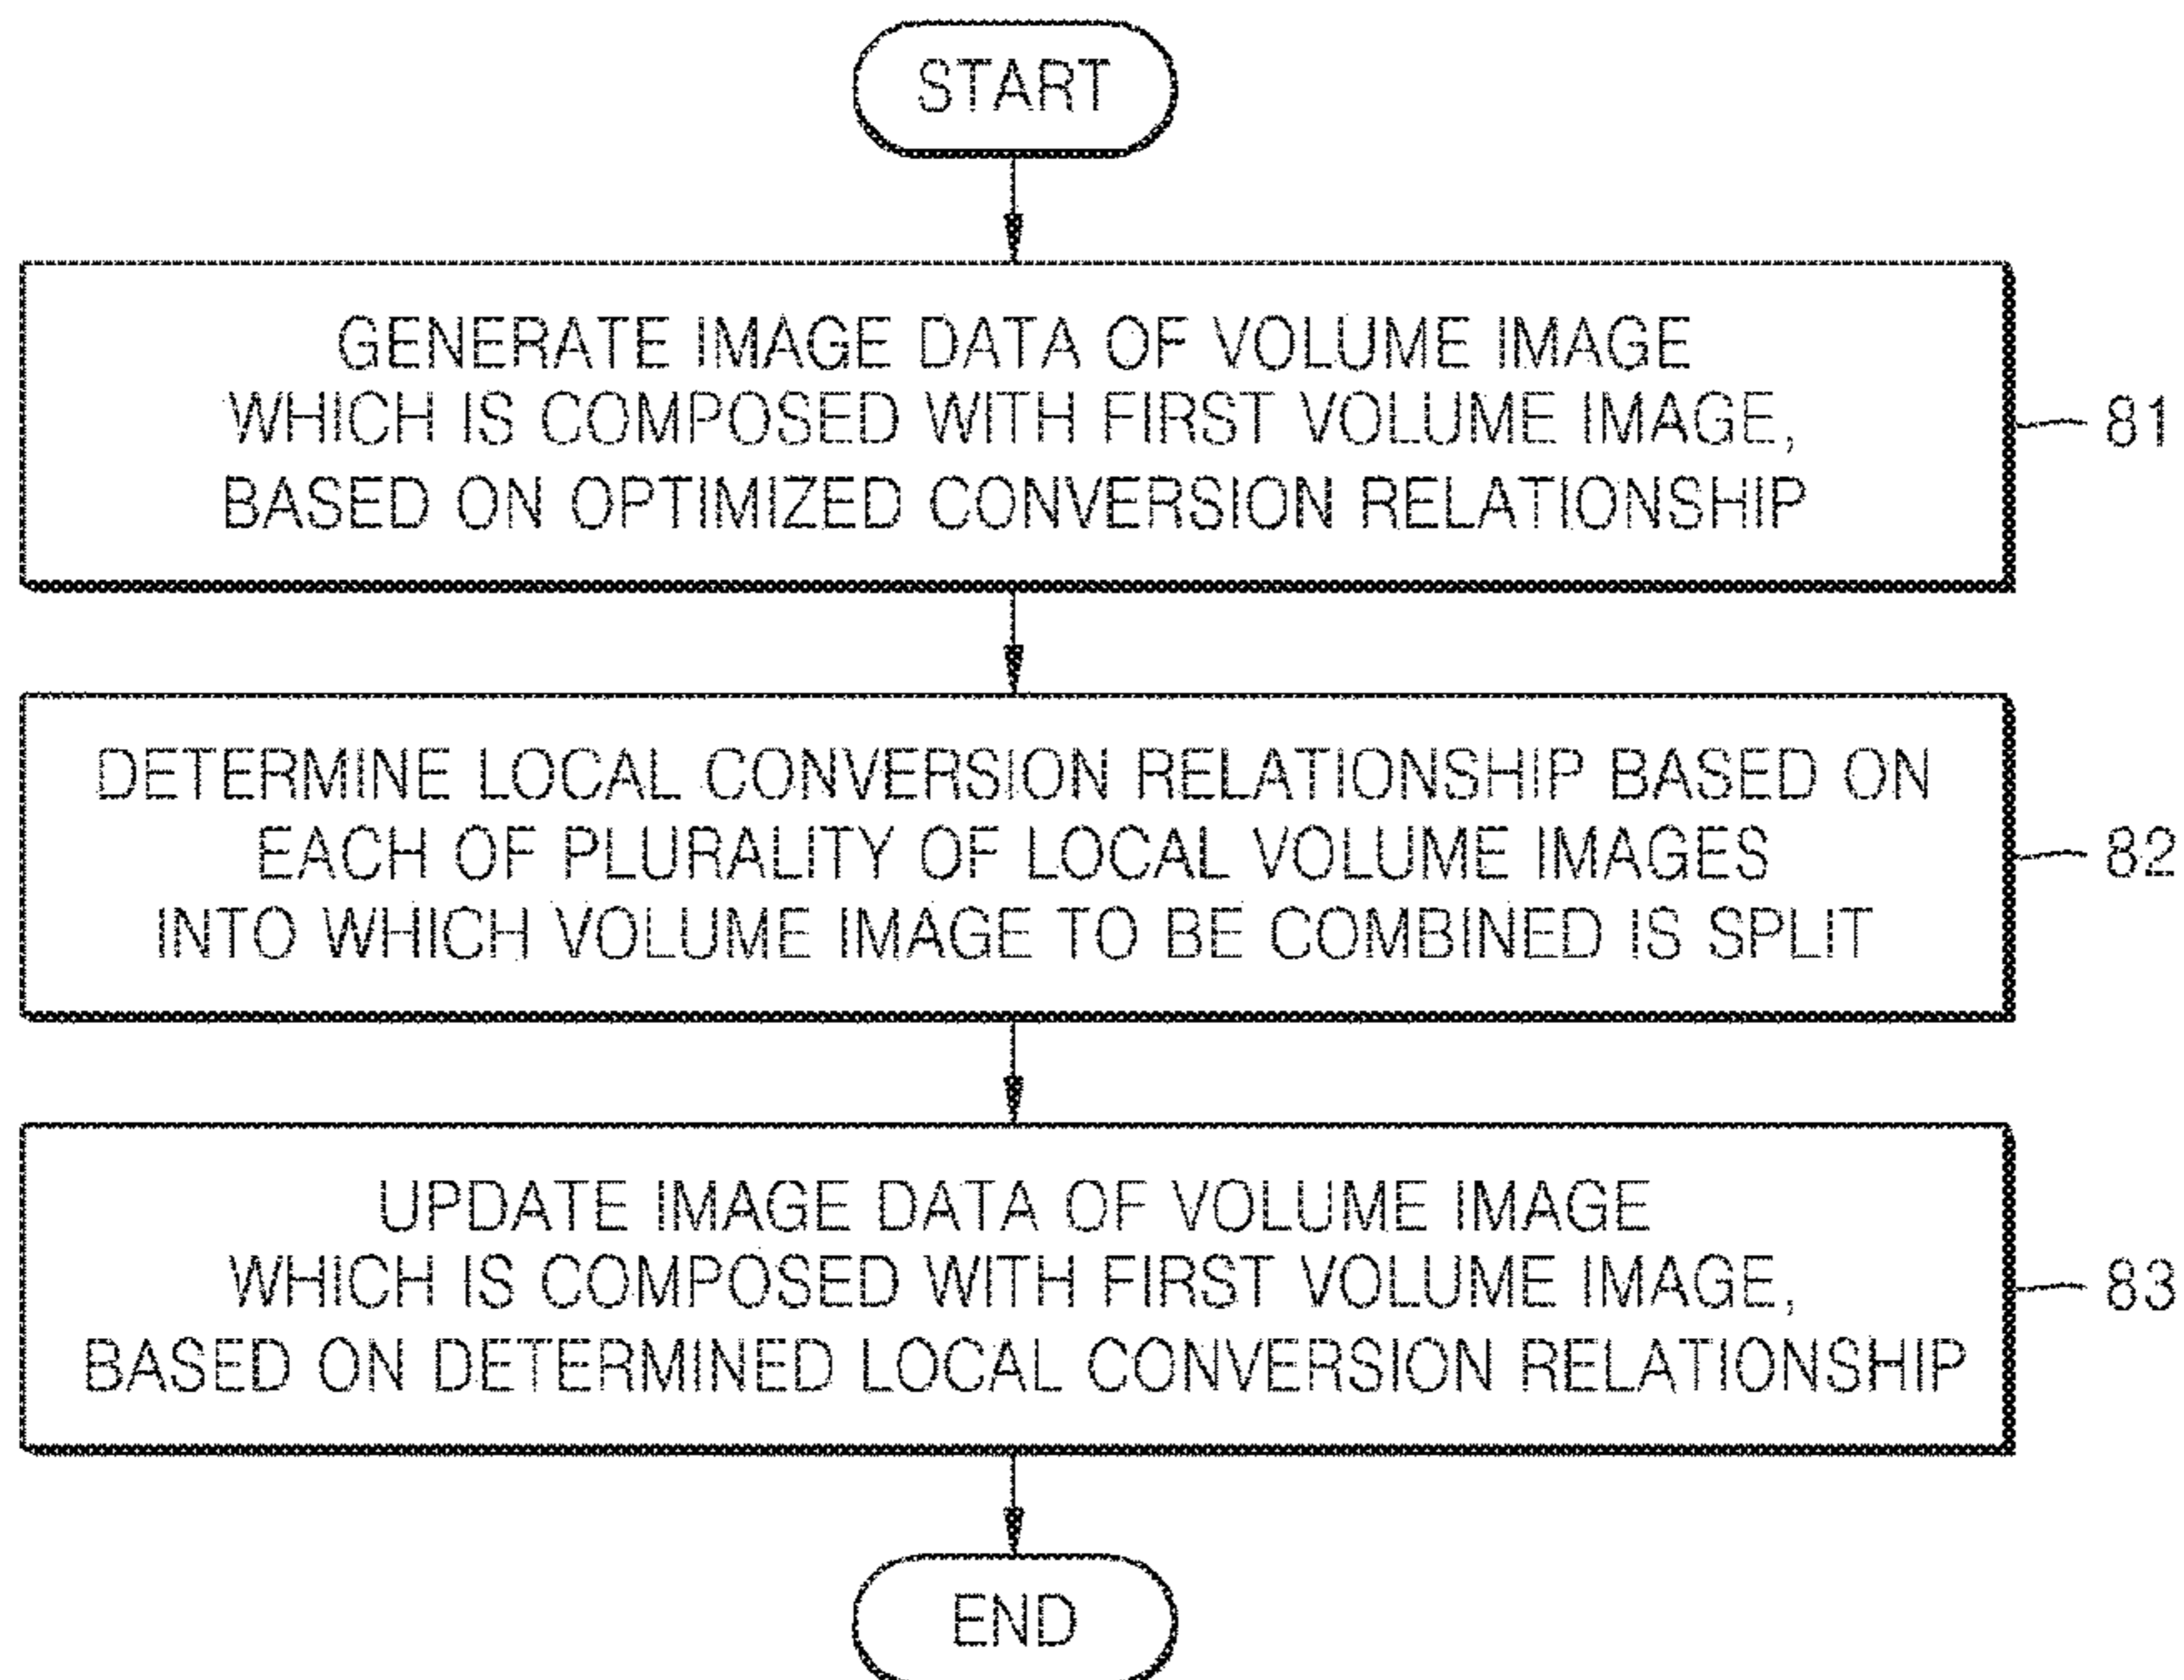 START
GENERATE IMAGE DATA OF VOLUME IMAGE
WHICH IS COMPOSED WITH FIRST VOLUME IMAGE,
BASED ON OPTIMIZED CONVERSION RELATIONSHIP
81
DETERMINE LOCAL CONVERSION RELATIONSHIP BASED ON
EACH OF PLURALITY OF LOCAL VOLUME IMAGES
INTO WHICH VOLUME IMAGE TO BE COMBINED IS SPLIT
82
UPDATE IMAGE DATA OF VOLUME IMAGE
WHICH IS COMPOSED WITH FIRST VOLUME IMAGE,
BASED ON DETERMINED LOCAL CONVERSION RELATIONSHIP
83
END